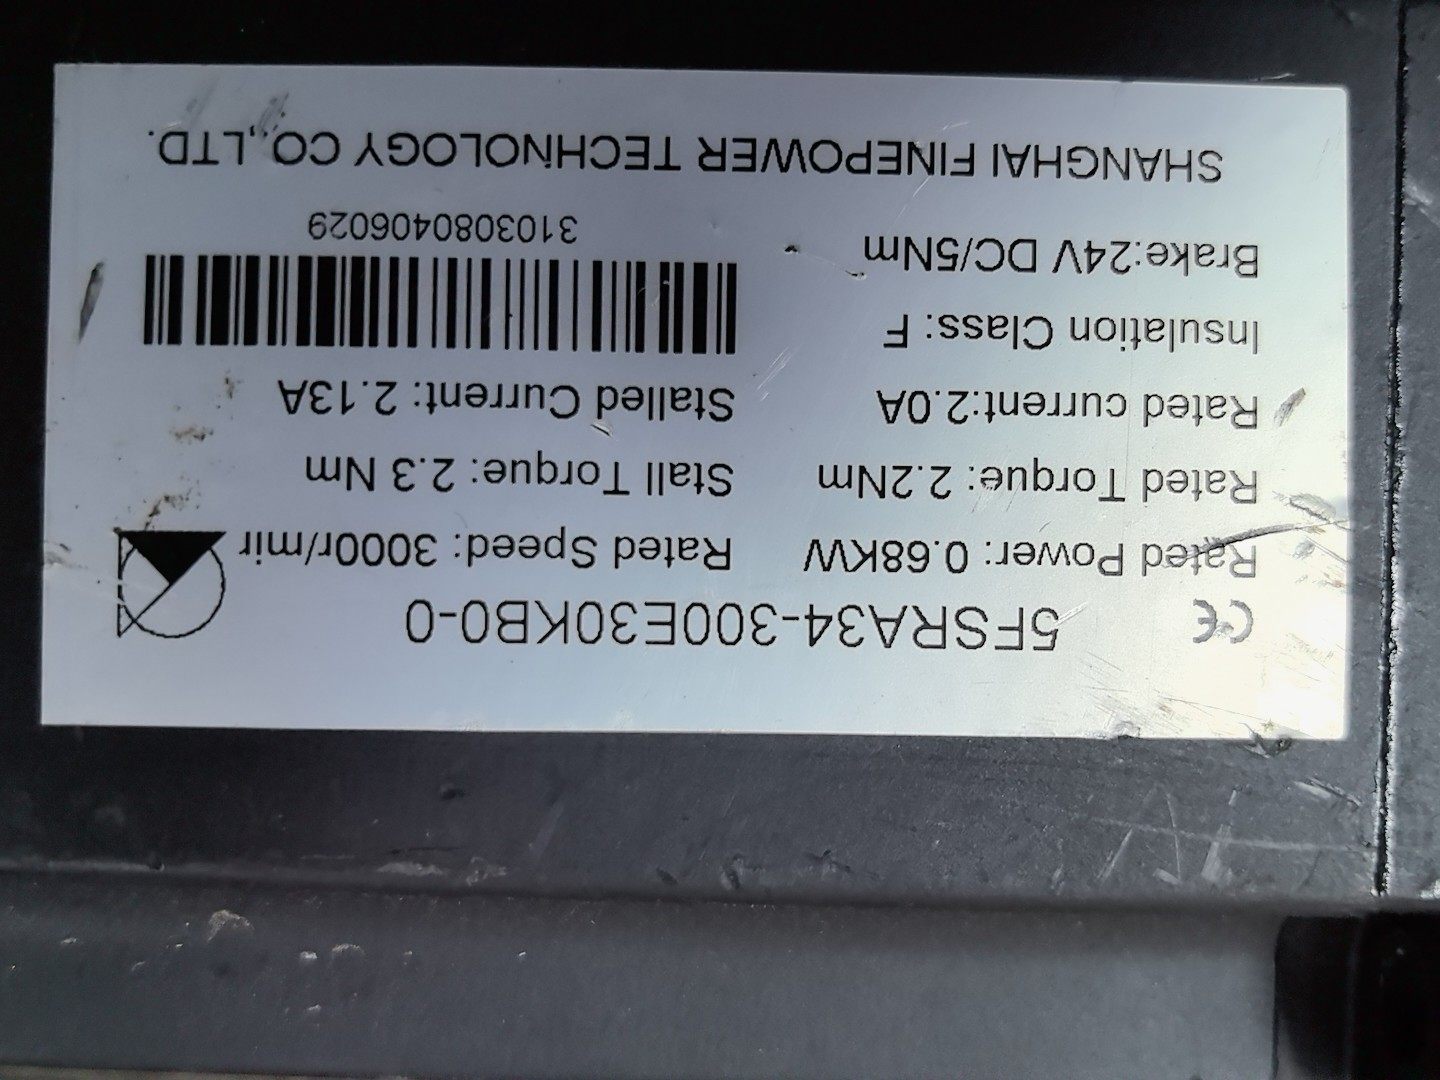 CE 5FSRA34-300E30KB0-0
Rated Power: 0.68KW Rated Speed: 3000r/mir
Rated Torque: 2.2Nm Stall Torque: 2.3 Nm
Rated current:2.0A Stalled Current: 2.13A
Insulation Class: F
Brake:24V DC/5Nm
3103080406029
SHANGHAI FINEPOWER TECHNOLOGY CO.,LTD.